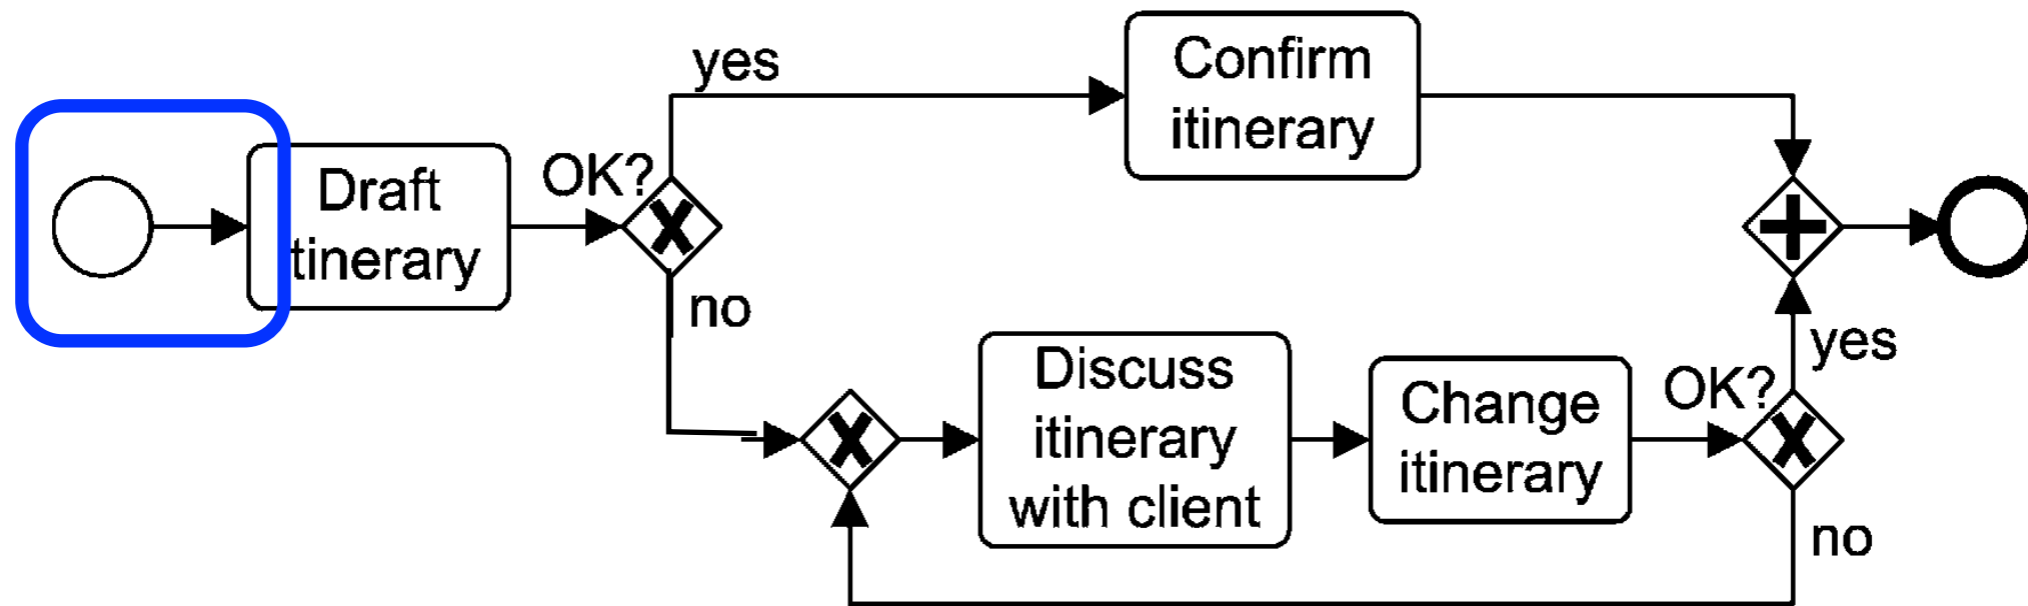 yes
Confirm
itinerary
Draft
tinerary
OK?
no
Discuss
itinerary
with client
Change
itinerary
OK?
yes
no